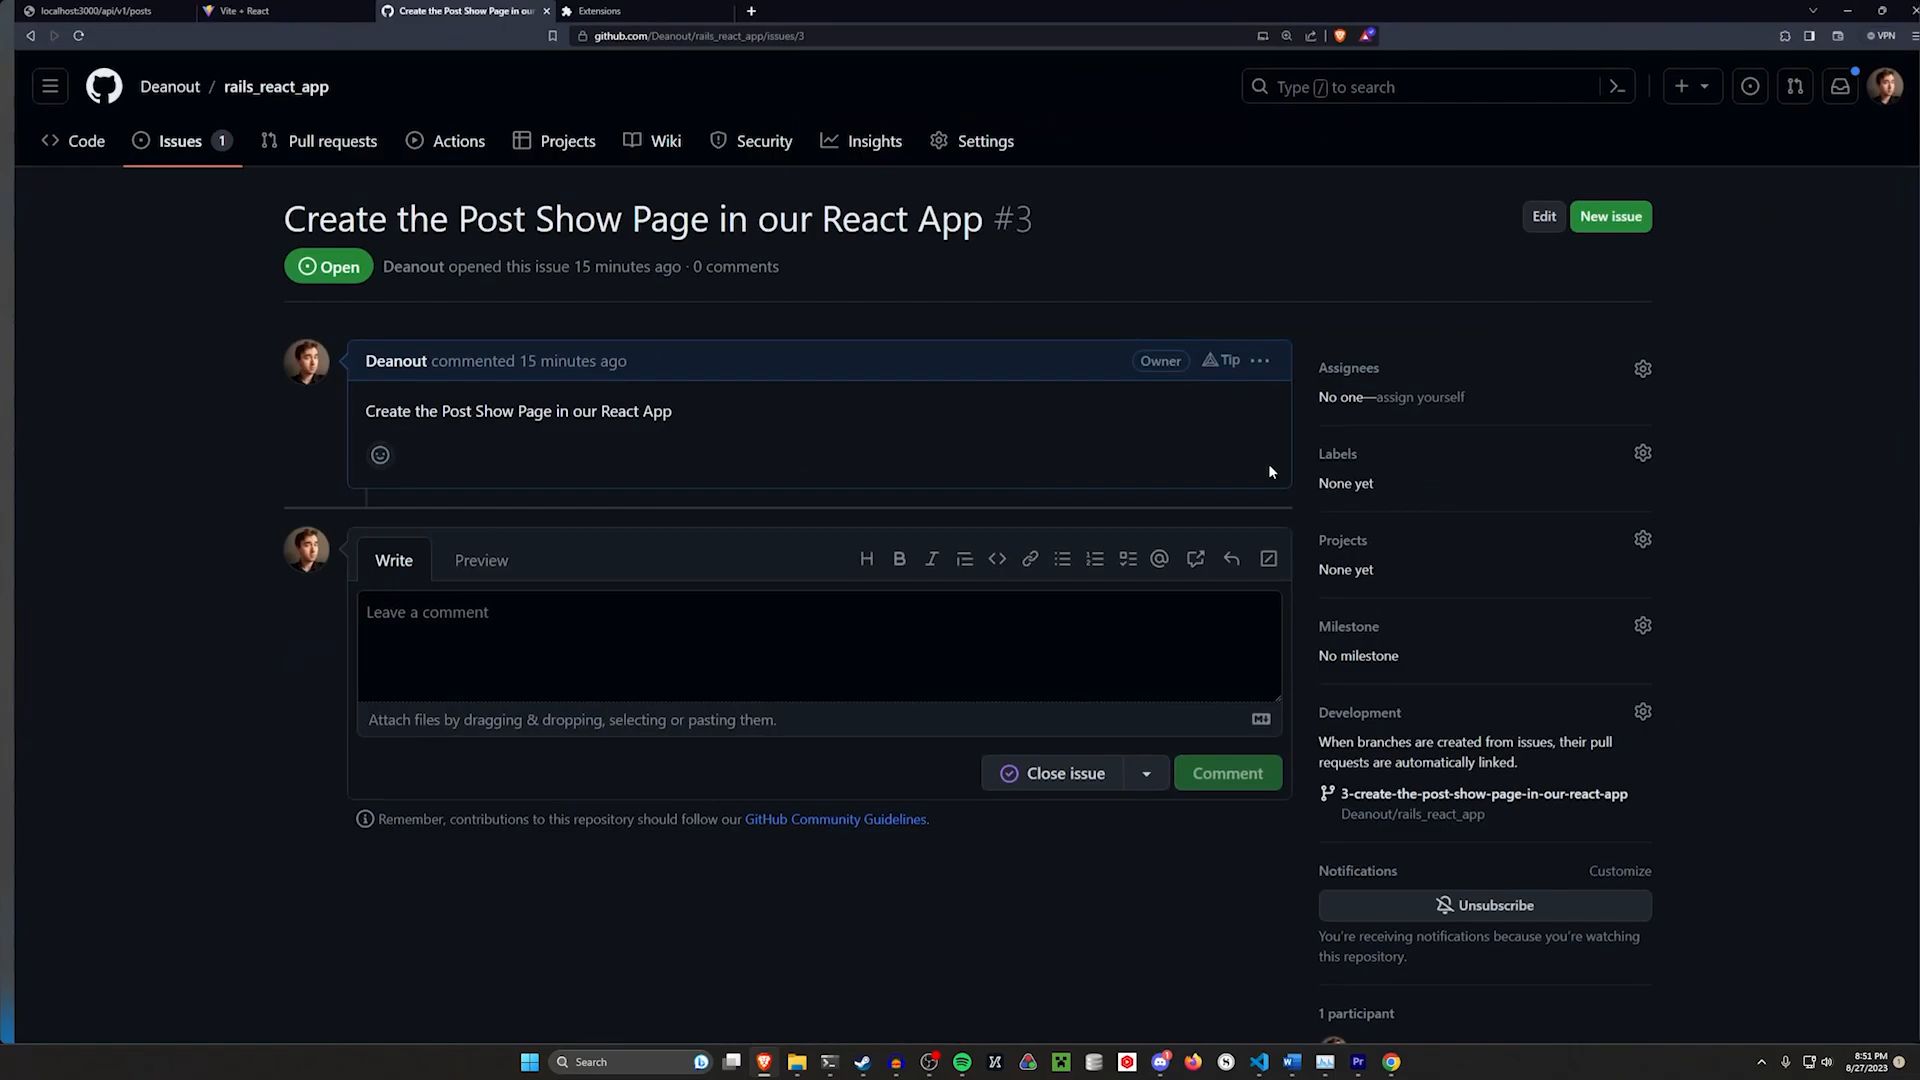 localhost:3000/api/v1/posts
Vite + React
Create the Post Show Page in ou
Extensions
github.com/Deanout/rails_react_app/issues/3
VPN
Deanout / rails_react_app
Type / to search
Code
Issues 1
Pull requests
Actions
Projects
Wiki
Security
Insights
Settings
Create the Post Show Page in our React App #3
Edit
New issue
Open
Deanout opened this issue 15 minutes ago · 0 comments
Deanout commented 15 minutes ago
Owner
Tip
Create the Post Show Page in our React App
Write
Preview
Leave a comment
Attach files by dragging & dropping, selecting or pasting them.
Close issue
Comment
Remember, contributions to this repository should follow our GitHub Community Guidelines.
Assignees
No one—assign yourself
Labels
None yet
Projects
None yet
Milestone
No milestone
Development
When branches are created from issues, their pull
requests are automatically linked.
3-create-the-post-show-page-in-our-react-app
Deanout/rails_react_app
Notifications
Customize
Unsubscribe
You're receiving notifications because you're watching
this repository.
1 participant
Search
8:51 PM
8/27/2023